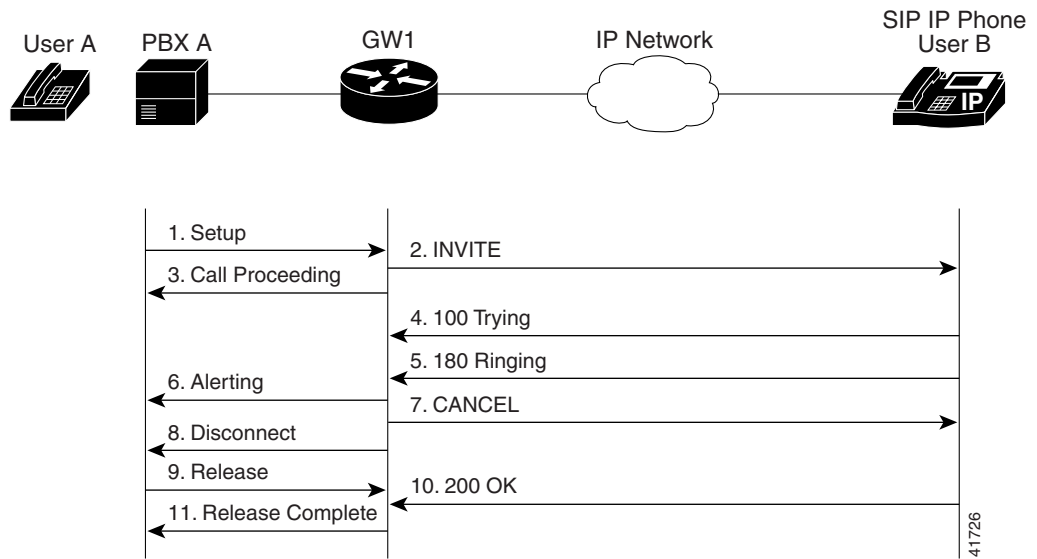 User A
PBX A
GW1
IP Network
SIP IP Phone
User B
IP
1. Setup
2. INVITE
3. Call Proceeding
4. 100 Trying
5. 180 Ringing
6. Alerting
7. CANCEL
8. Disconnect
9. Release
10. 200 OK
11. Release Complete
41726